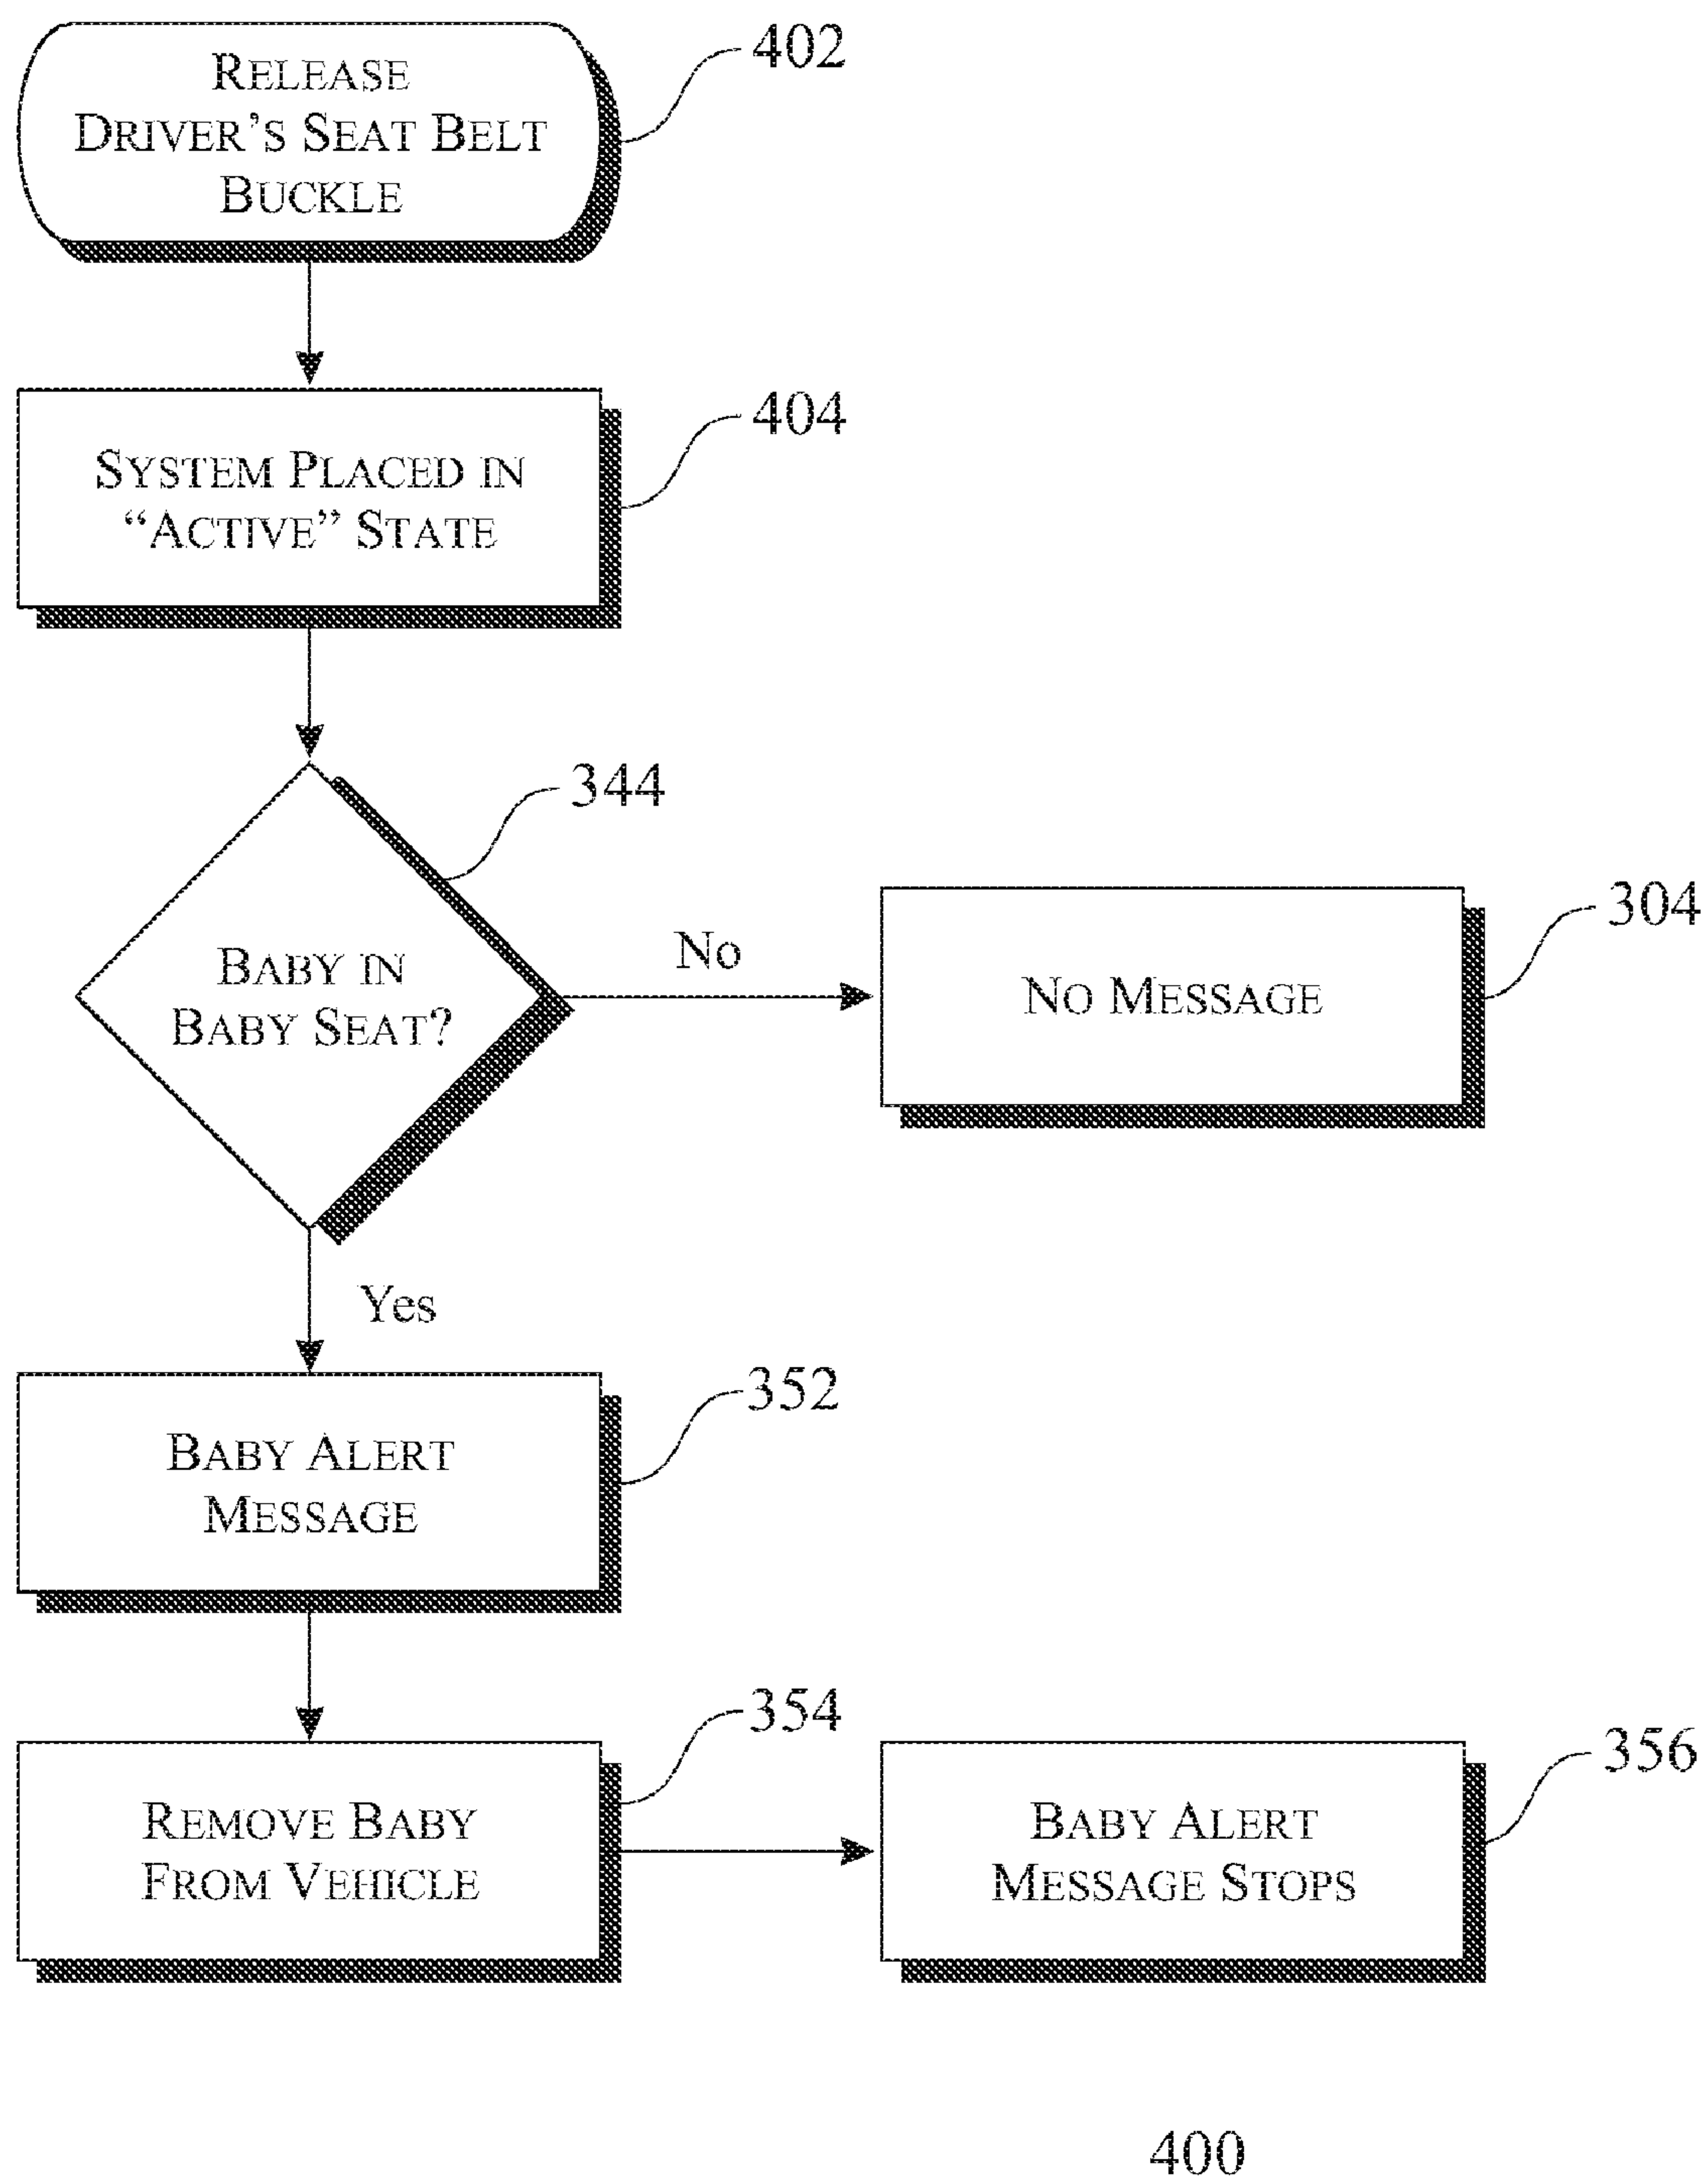 RELEASE
DRIVER'S SEAT BELT
BUCKLE
402
SYSTEM PLACED IN
“ACTIVE” STATE
404
344
BABY IN
BABY SEAT?
No
NO MESSAGE
304
Yes
BABY ALERT
MESSAGE
352
REMOVE BABY
FROM VEHICLE
354
BABY ALERT
MESSAGE STOPS
356
400